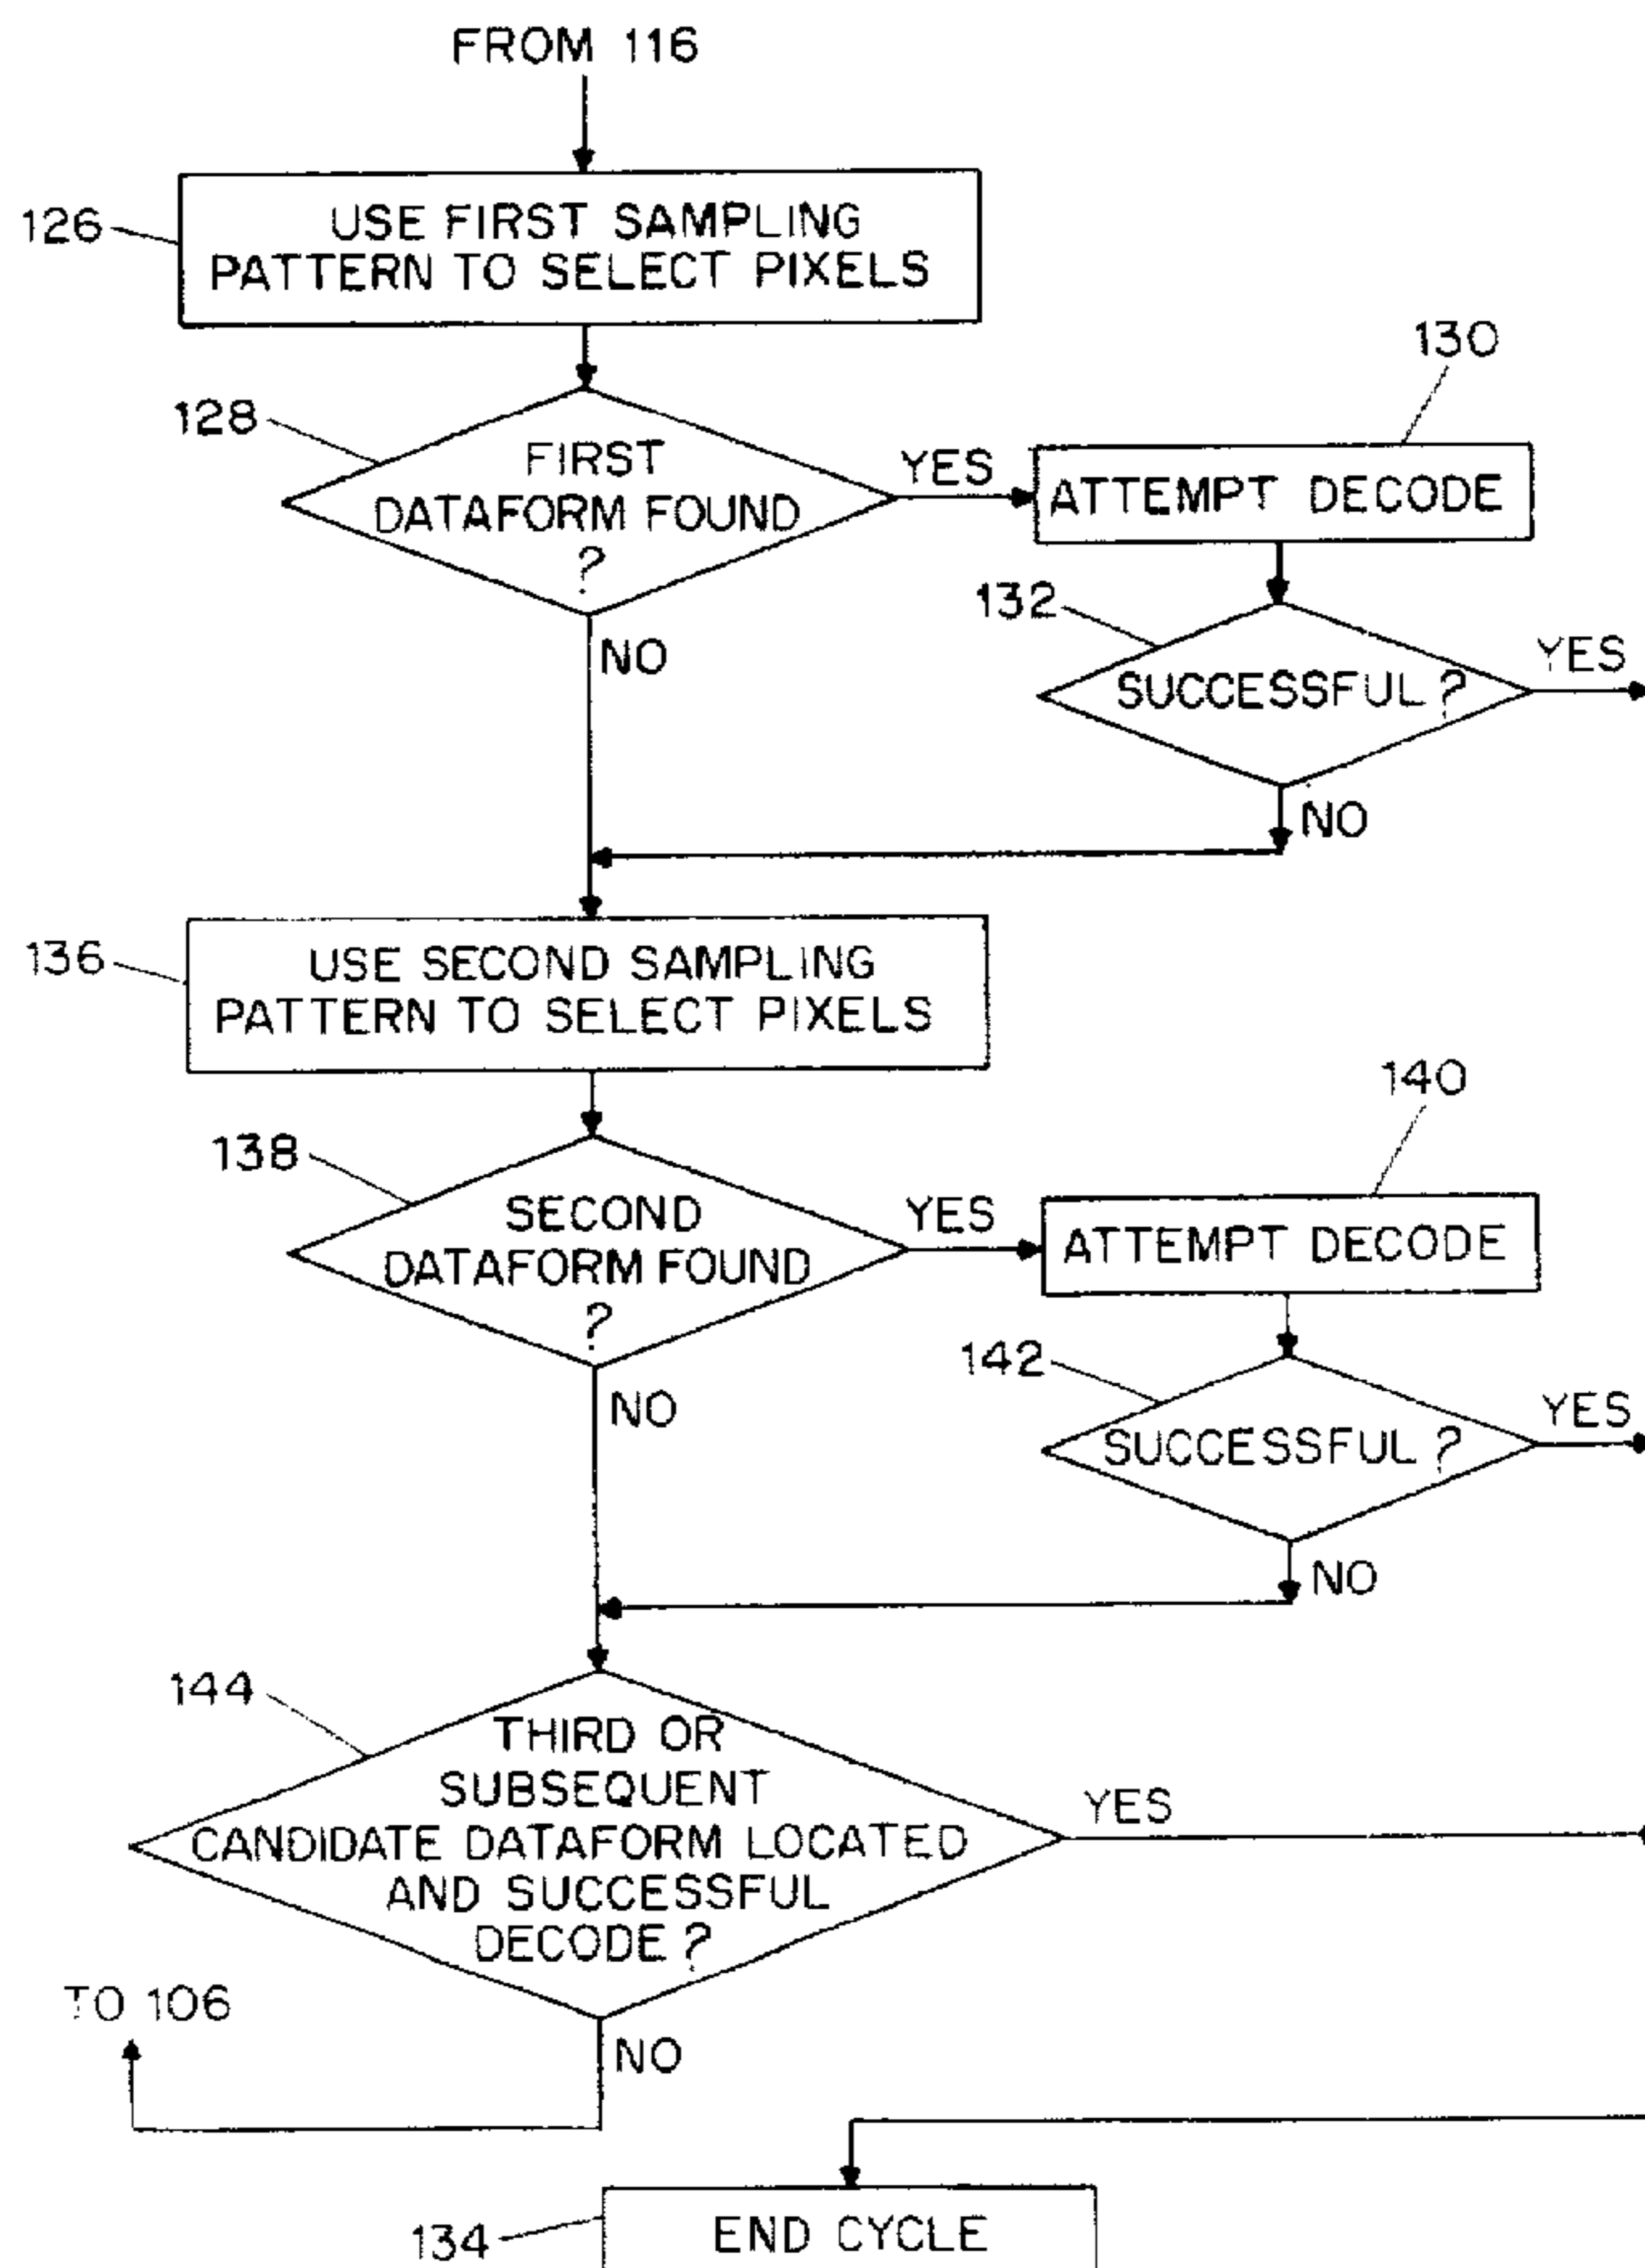 FROM 116
126
USE FIRST SAMPLING
PATTERN TO SELECT PIXELS
130
128
FIRST
DATAFORM FOUND
?
YES
ATTEMPT DECODE
132
SUCCESSFUL?
YES
NO
NO
136
USE SECOND SAMPLING
PATTERN TO SELECT PIXELS
140
138
SECOND
DATAFORM FOUND
?
YES
ATTEMPT DECODE
142
SUCCESSFUL?
YES
NO
NO
144
THIRD OR
SUBSEQUENT
CANDIDATE DATAFORM LOCATED
AND SUCCESSFUL
DECODE?
YES
TO 106
NO
134
END CYCLE